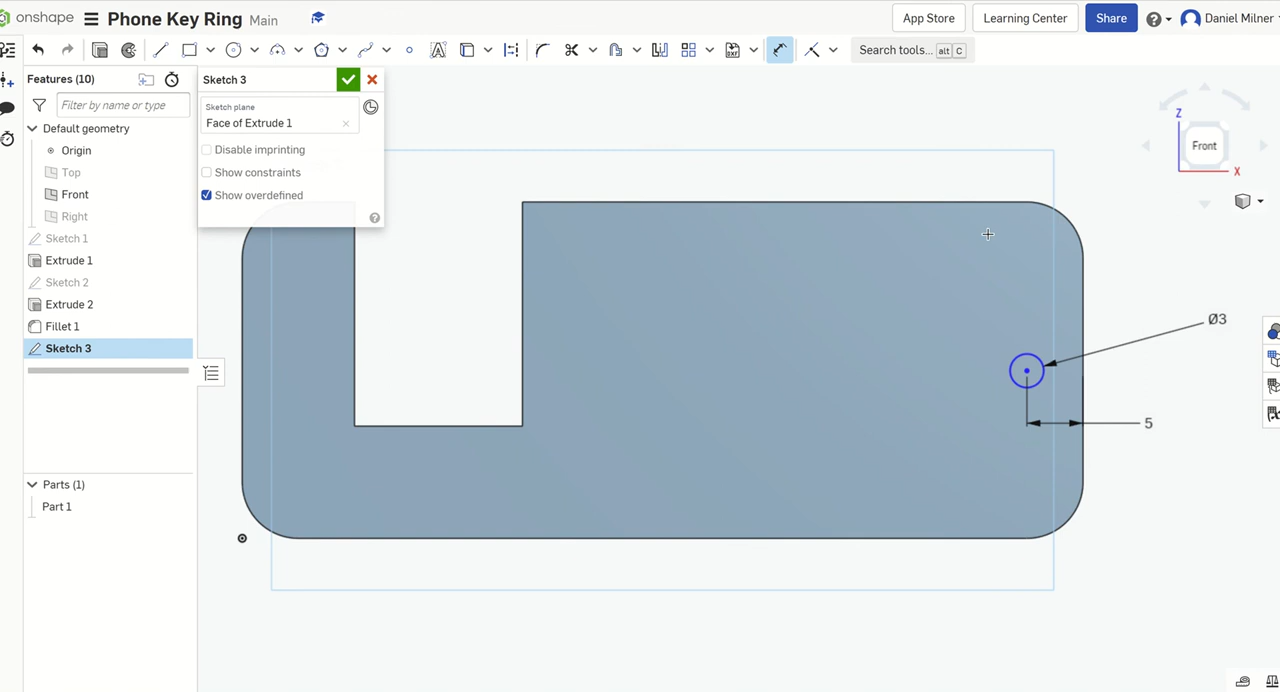 onshape Phone Key Ring Main App Store Learning Center Share Daniel Milner
Search tools... alt C
Features (10)
Filter by name or type
Default geometry
Origin
Top
Front
Right
Sketch 1
Extrude 1
Sketch 2
Extrude 2
Fillet 1
Sketch 3
Parts (1)
Part 1
Sketch 3
Sketch plane
Face of Extrude 1
Disable imprinting
Show constraints
Show overdefined
Z
Front
X
Ø3
5